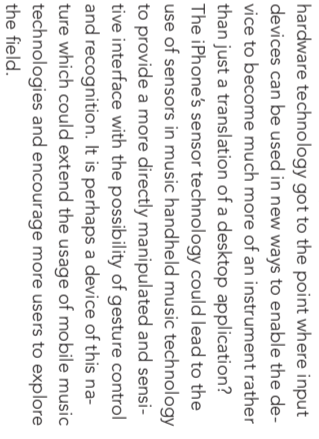 hardware technology got to the point where input
devices can be used in new ways to enable the de-
vice to become much more of an instrument rather
than just a translation of a desktop application?
The iPhone's sensor technology could lead to the
use of sensors in music handheld music technology
to provide a more directly manipulated and sensi-
tive interface with the possibility of gesture control
and recognition. It is perhaps a device of this na-
ture which could extend the usage of mobile music
technologies and encourage more users to explore
the field.